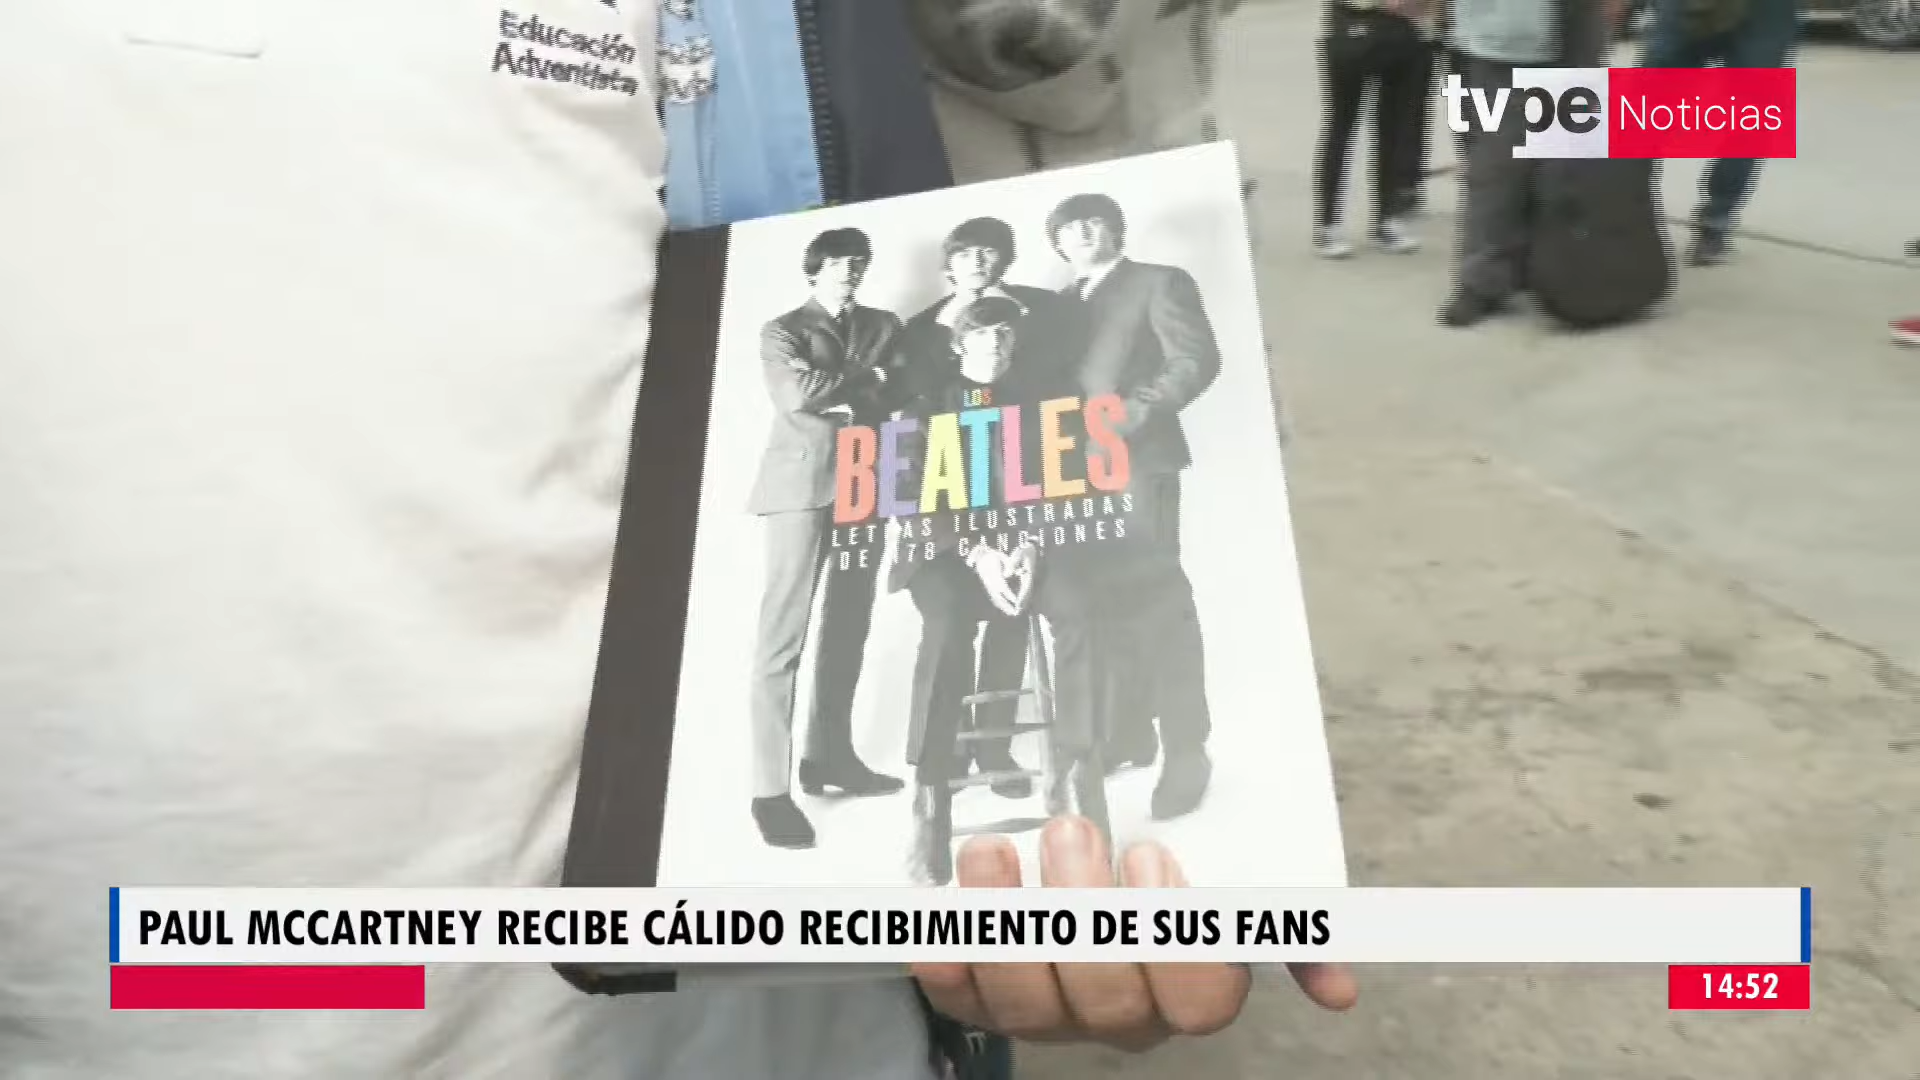 Educación
Adventista
tvpe Noticias
LOS
BEATLES
LETRAS ILUSTRADAS
DE 178 CANCIONES
PAUL MCCARTNEY RECIBE CÁLIDO RECIBIMIENTO DE SUS FANS
14:52